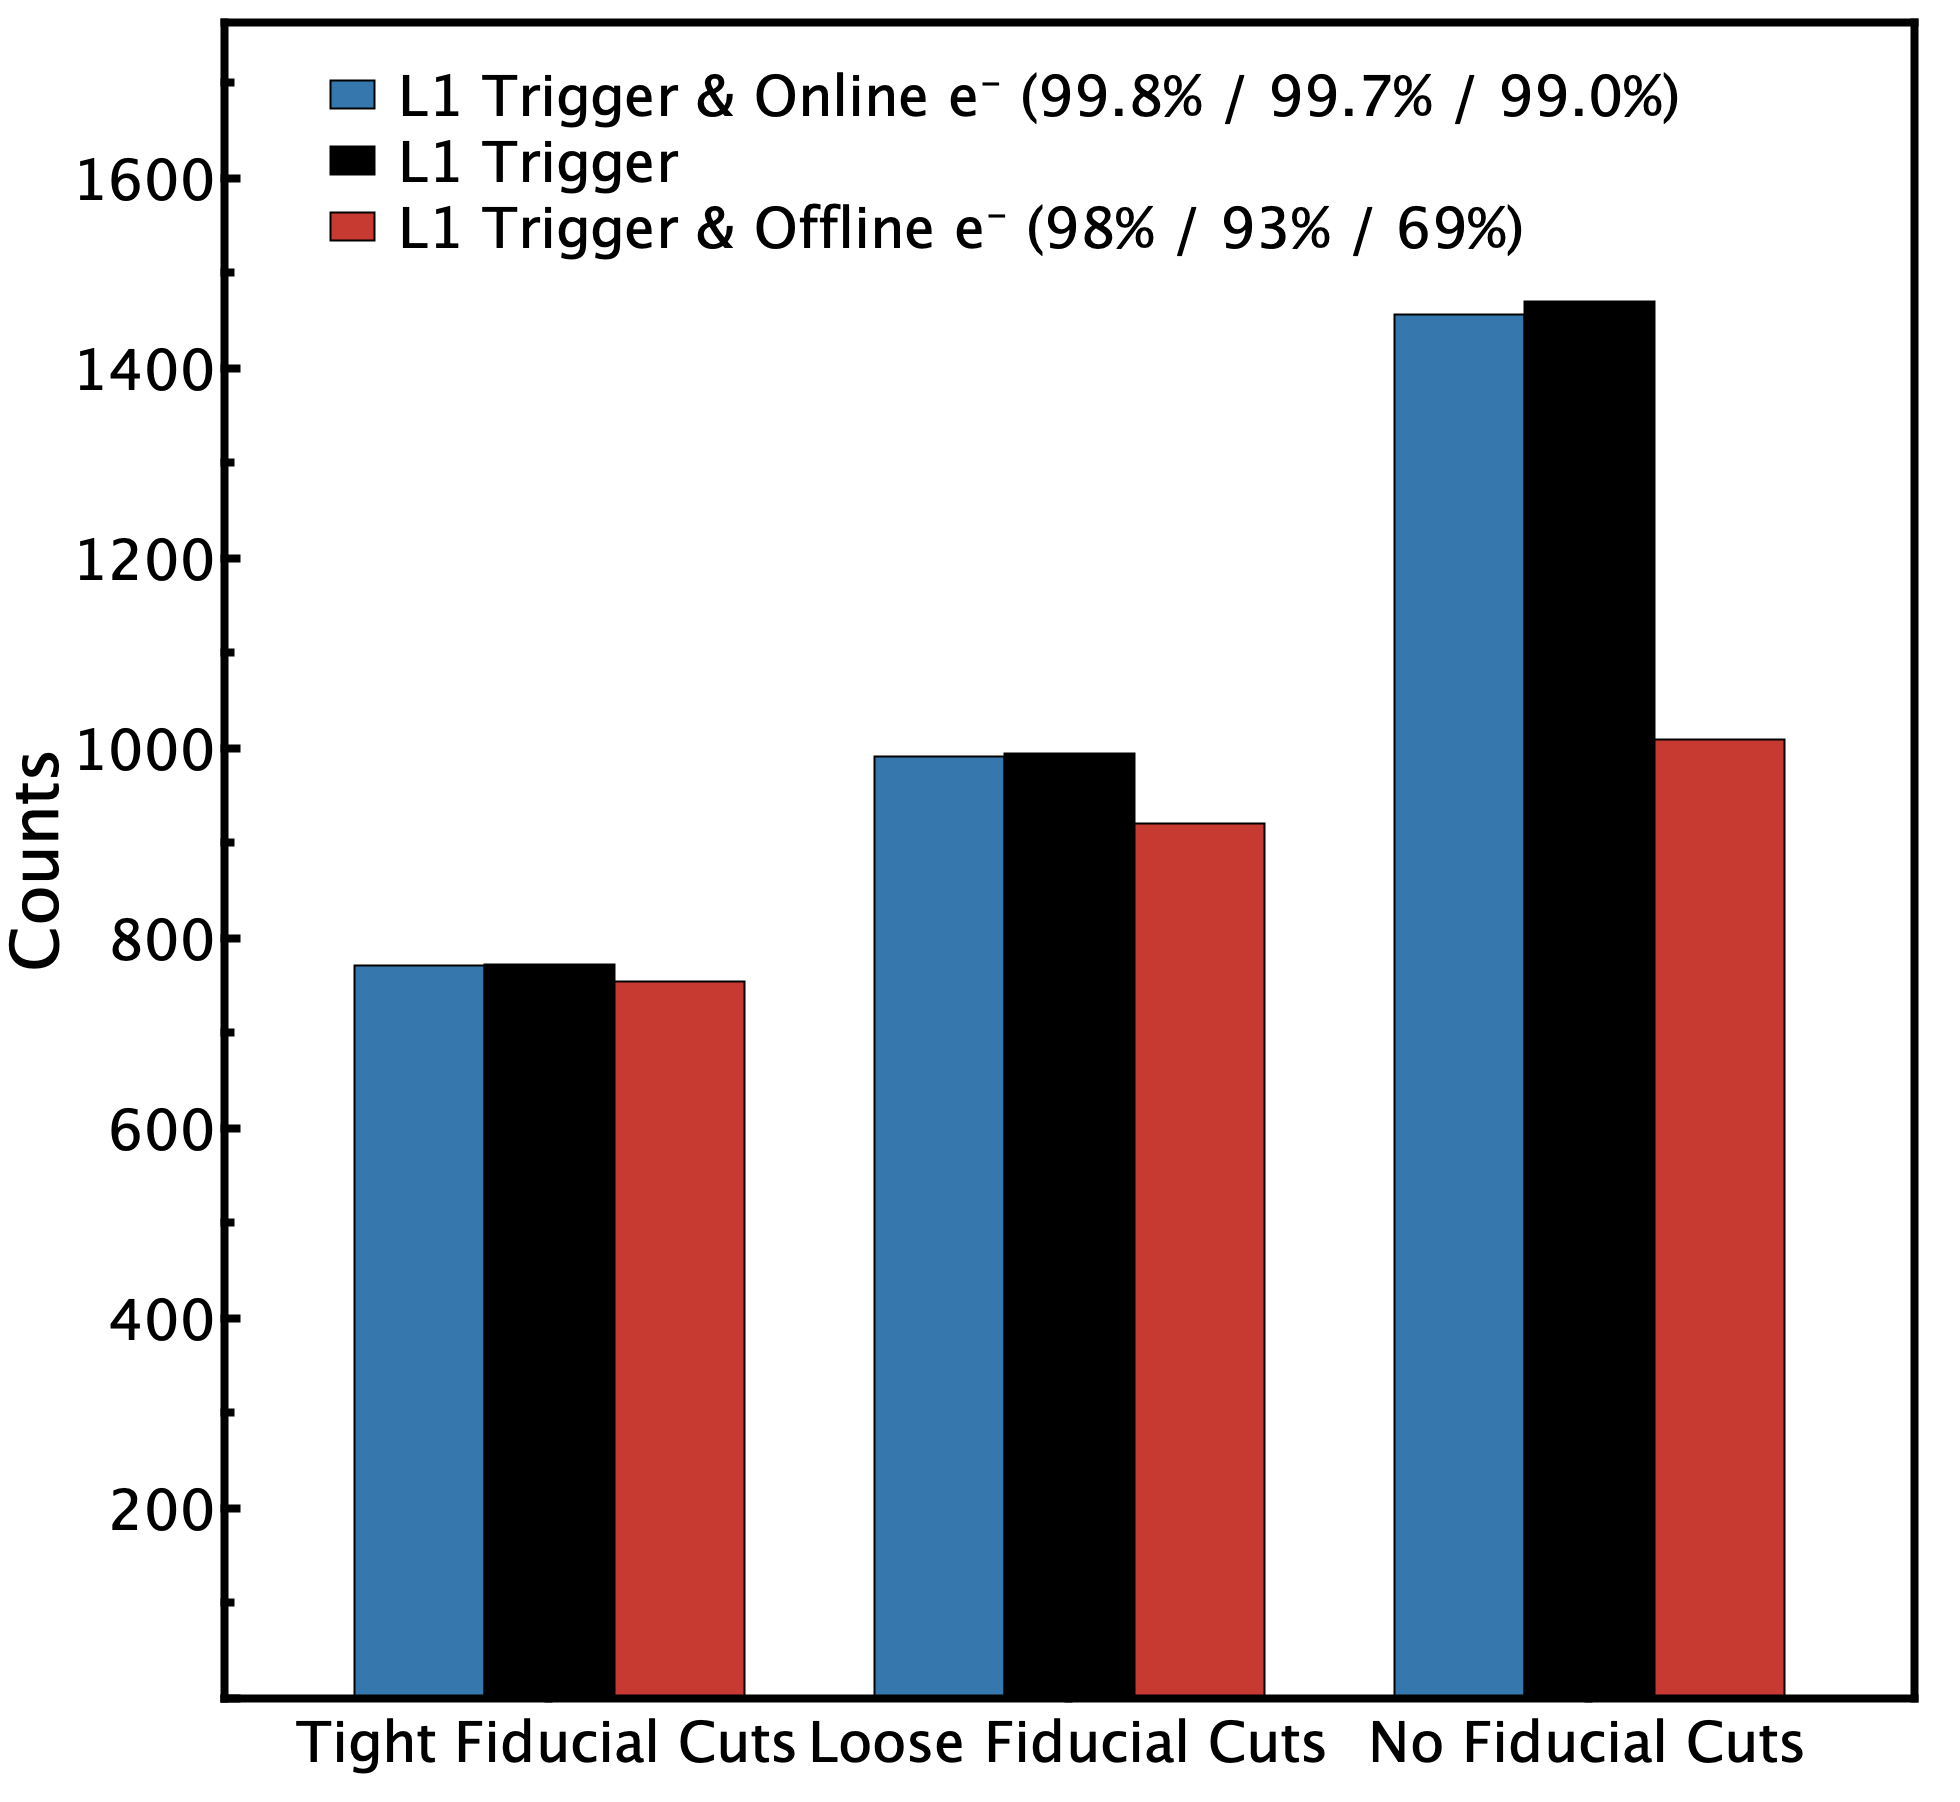 L1 Trigger & Online e⁻ (99.8% / 99.7% / 99.0%)
L1 Trigger
L1 Trigger & Offline e⁻ (98% / 93% / 69%)
1600
1400
1200
1000
800
600
400
200
Counts
Tight Fiducial Cuts
Loose Fiducial Cuts
No Fiducial Cuts